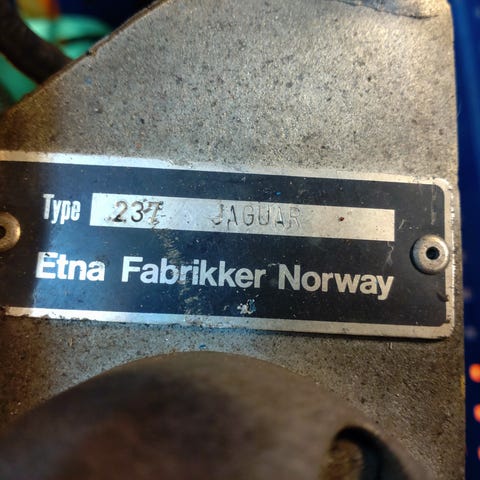 Type 237 JAGUAR
Etna Fabrikker Norway